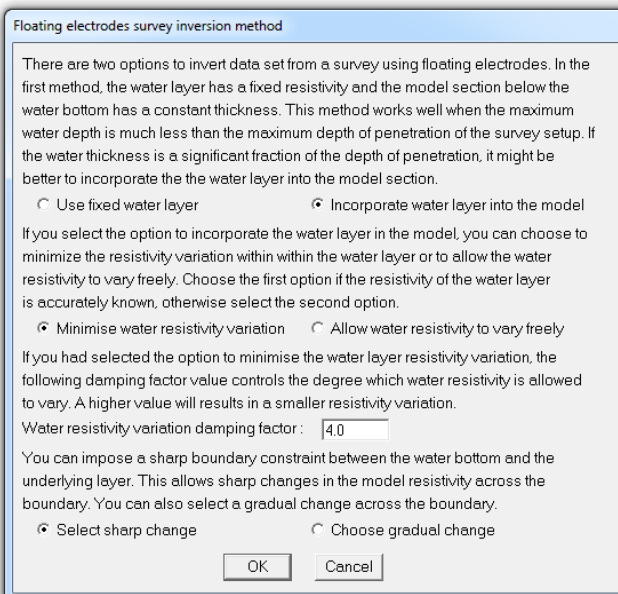 Floating electrodes survey inversion method
There are two options to invert data set from a survey using floating electrodes. In the
first method, the water layer has a fixed resistivity and the model section below the
water bottom has a constant thickness. This method works well when the maximum
water depth is much less than the maximum depth of penetration of the survey setup. If
the water thickness is a significant fraction of the depth of penetration, it might be
better to incorporate the the water layer into the model section.
Use fixed water layer Incorporate water layer into the model
If you select the option to incorporate the water layer in the model, you can choose to
minimize the resistivity variation within within the water layer or to allow the water
resistivity to vary freely. Choose the first option if the resistivity of the water layer
is accurately known, otherwise select the second option.
Minimise water resistivity variation Allow water resistivity to vary freely
If you had selected the option to minimise the water layer resistivity variation, the
following damping factor value controls the degree which water resistivity is allowed
to vary. A higher value will results in a smaller resistivity variation.
Water resistivity variation damping factor : 4.0
You can impose a sharp boundary constraint between the water bottom and the
underlying layer. This allows sharp changes in the model resistivity across the
boundary. You can also select a gradual change across the boundary.
Select sharp change Choose gradual change
OK Cancel